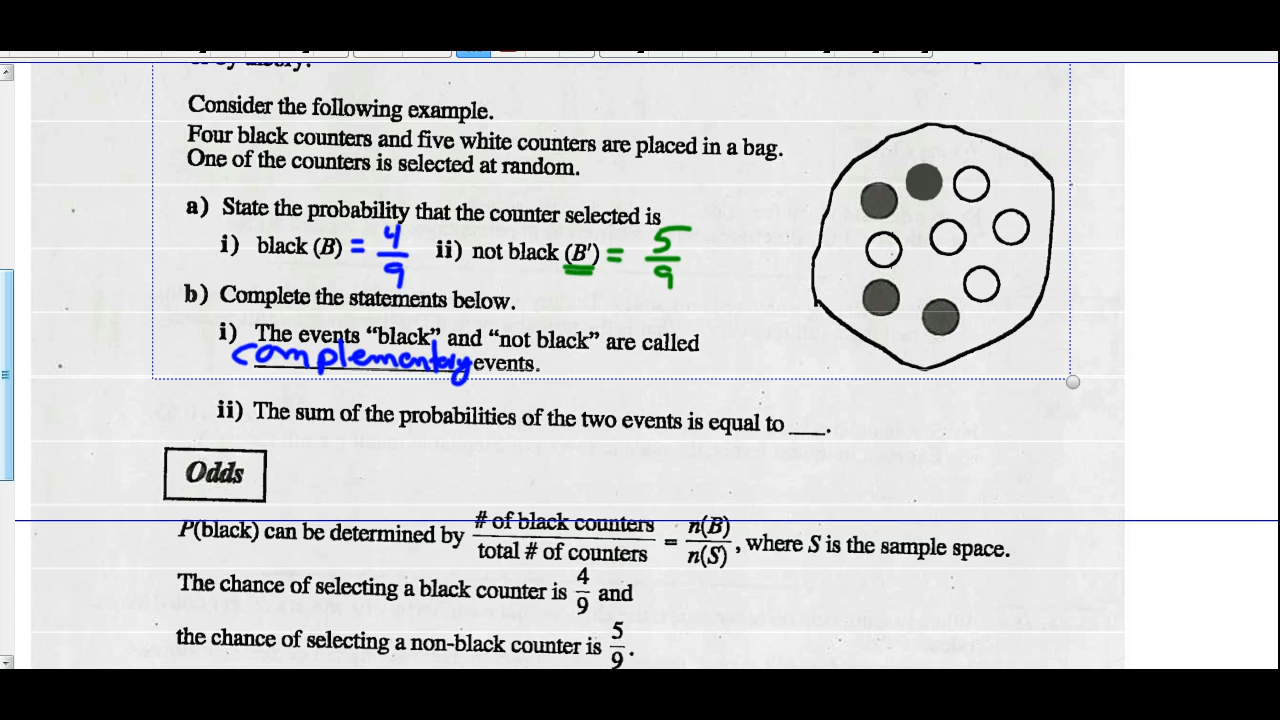 Consider the following example.
Four black counters and five white counters are placed in a bag.
One of the counters is selected at random.
a) State the probability that the counter selected is
i) black (B) = 4/9 ii) not black (B') = 5/9
b) Complete the statements below.
i) The events “black” and “not black” are called
complementary events.
ii) The sum of the probabilities of the two events is equal to ___.
Odds
P(black) can be determined by # of black counters / total # of counters = n(B)/n(S), where S is the sample space.
The chance of selecting a black counter is 4/9 and
the chance of selecting a non-black counter is 5/9.